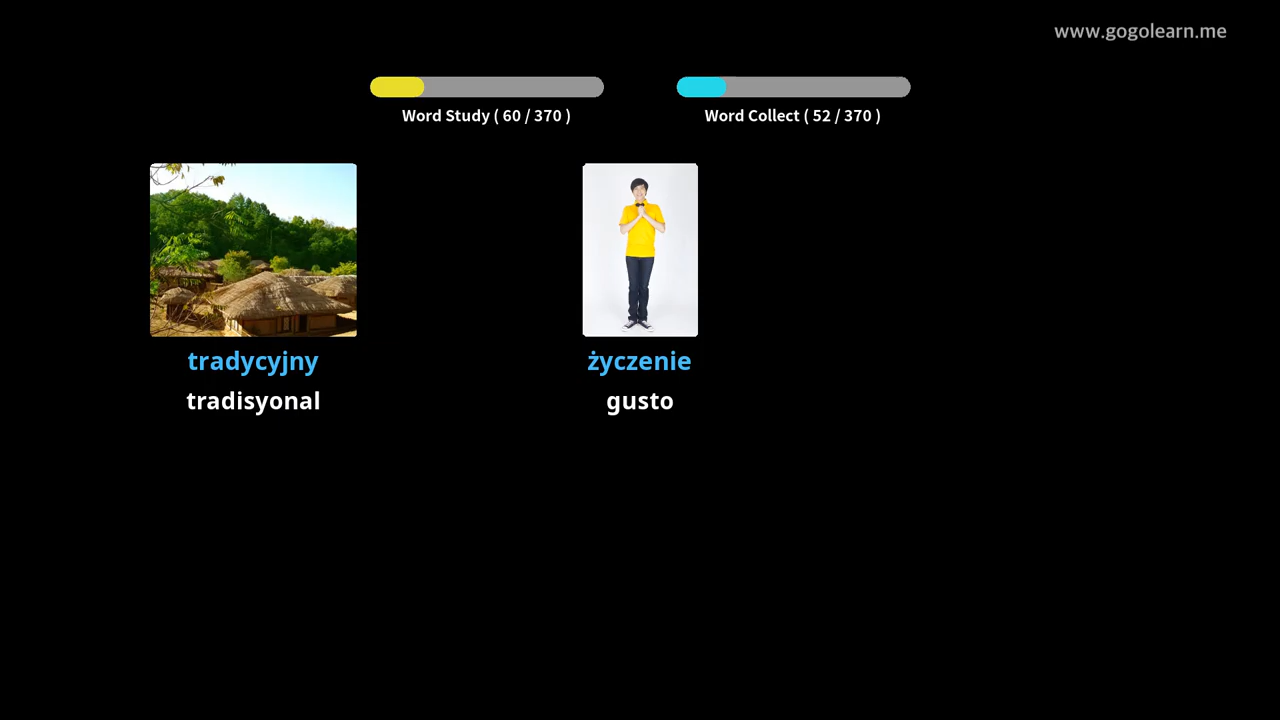 www.gogolearn.me
Word Study ( 60 / 370 )
Word Collect ( 52 / 370 )
tradycyjny
tradisyonal
życzenie
gusto